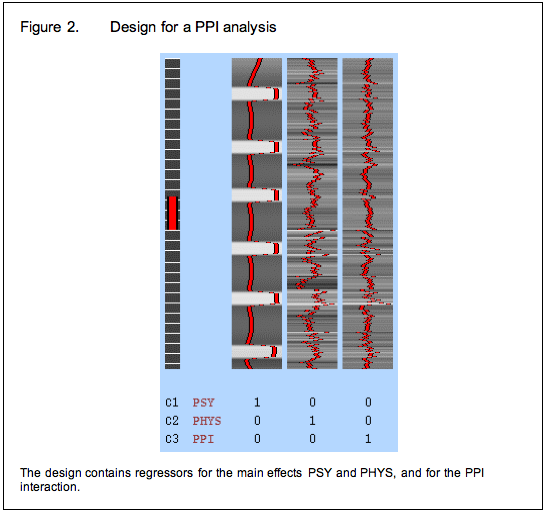 Figure 2. Design for a PPI analysis
C1 PSY 1 0 0
C2 PHYS 0 1 0
C3 PPI 0 0 1
The design contains regressors for the main effects PSY and PHYS, and for the PPI
interaction.